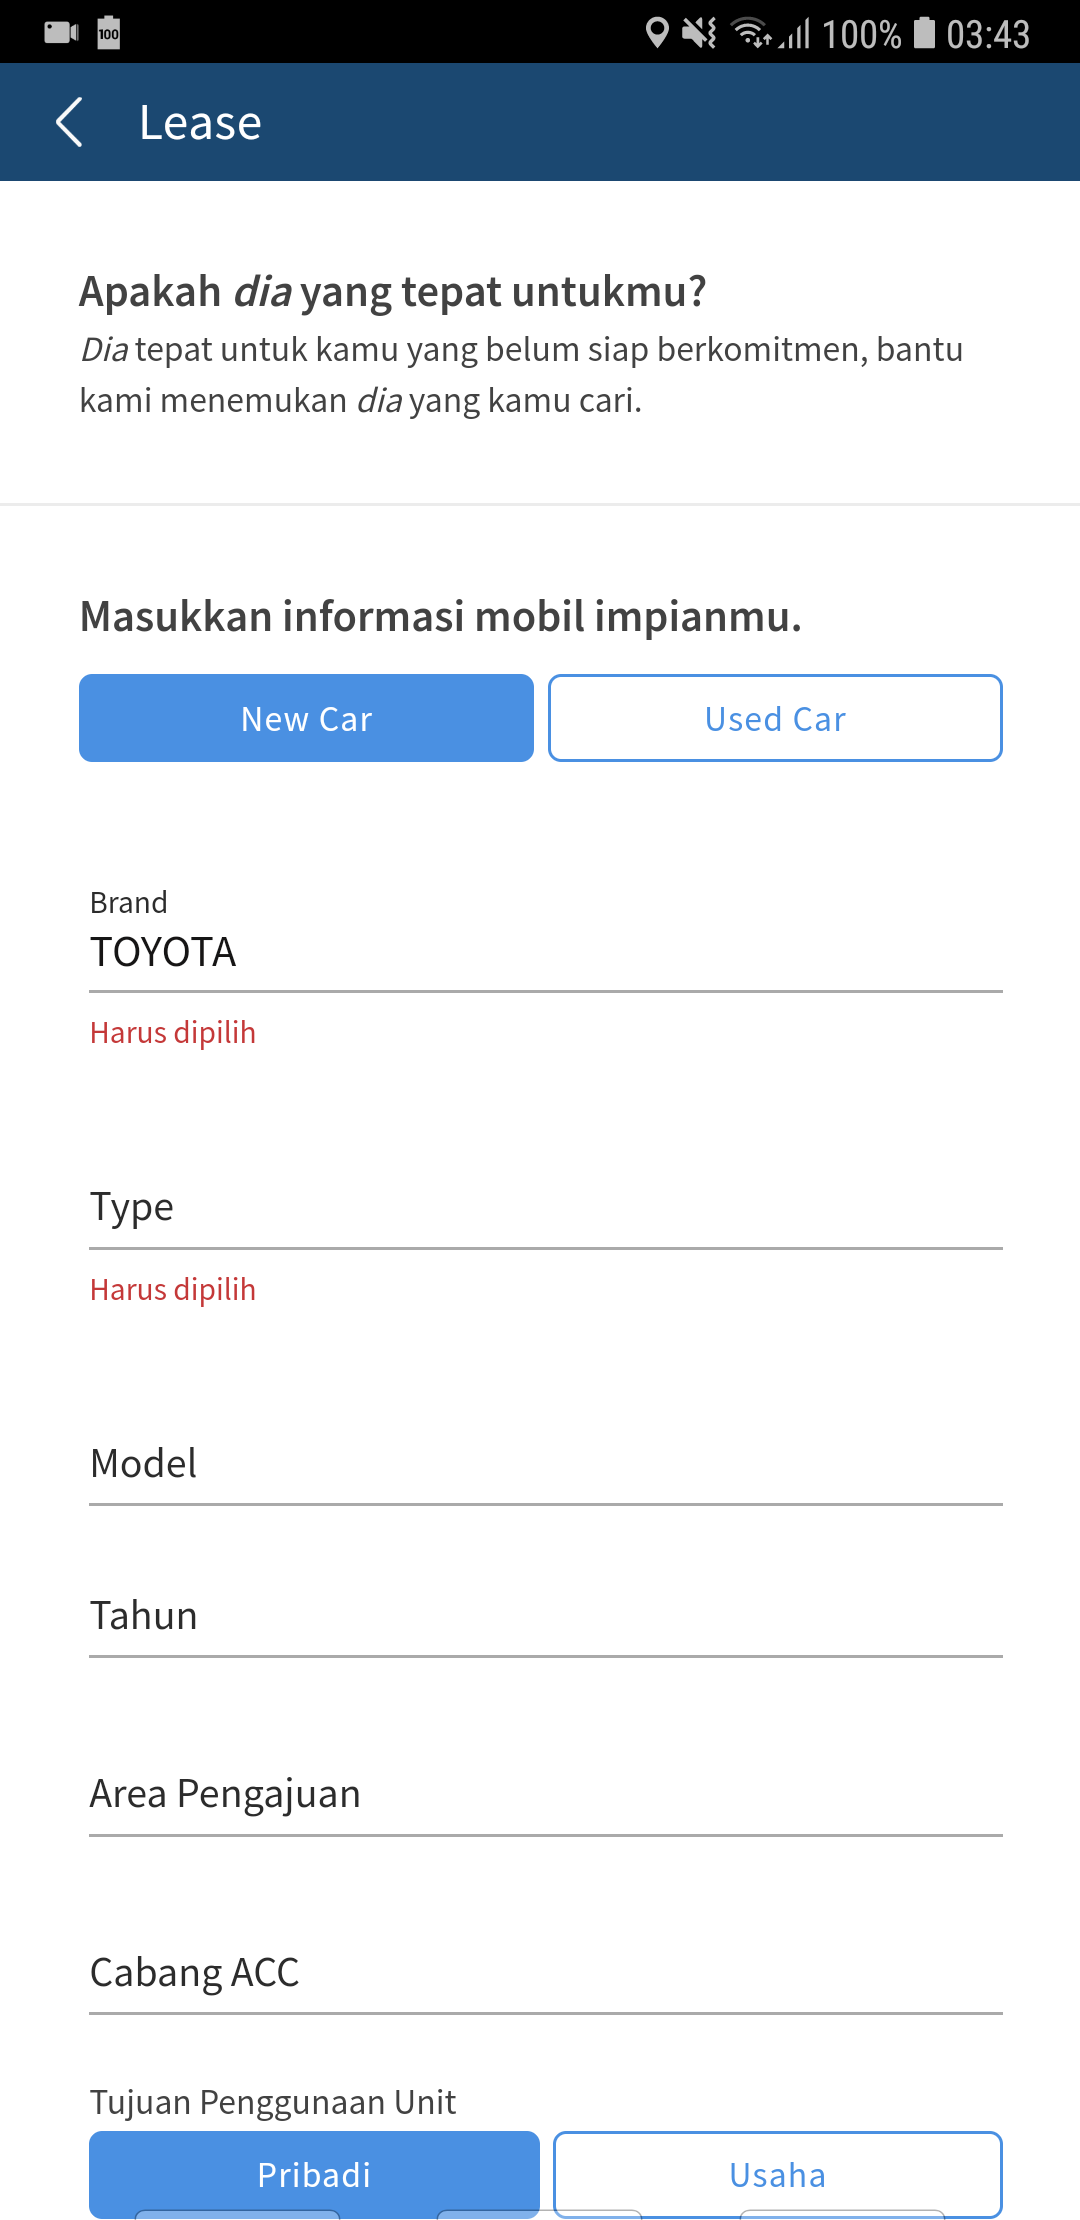 100 100% 03:43
Lease
Apakah dia yang tepat untukmu?
Dia tepat untuk kamu yang belum siap berkomitmen, bantu
kami menemukan dia yang kamu cari.
Masukkan informasi mobil impianmu.
New Car Used Car
Brand
TOYOTA
Harus dipilih
Type
Harus dipilih
Model
Tahun
Area Pengajuan
Cabang ACC
Tujuan Penggunaan Unit
Pribadi Usaha